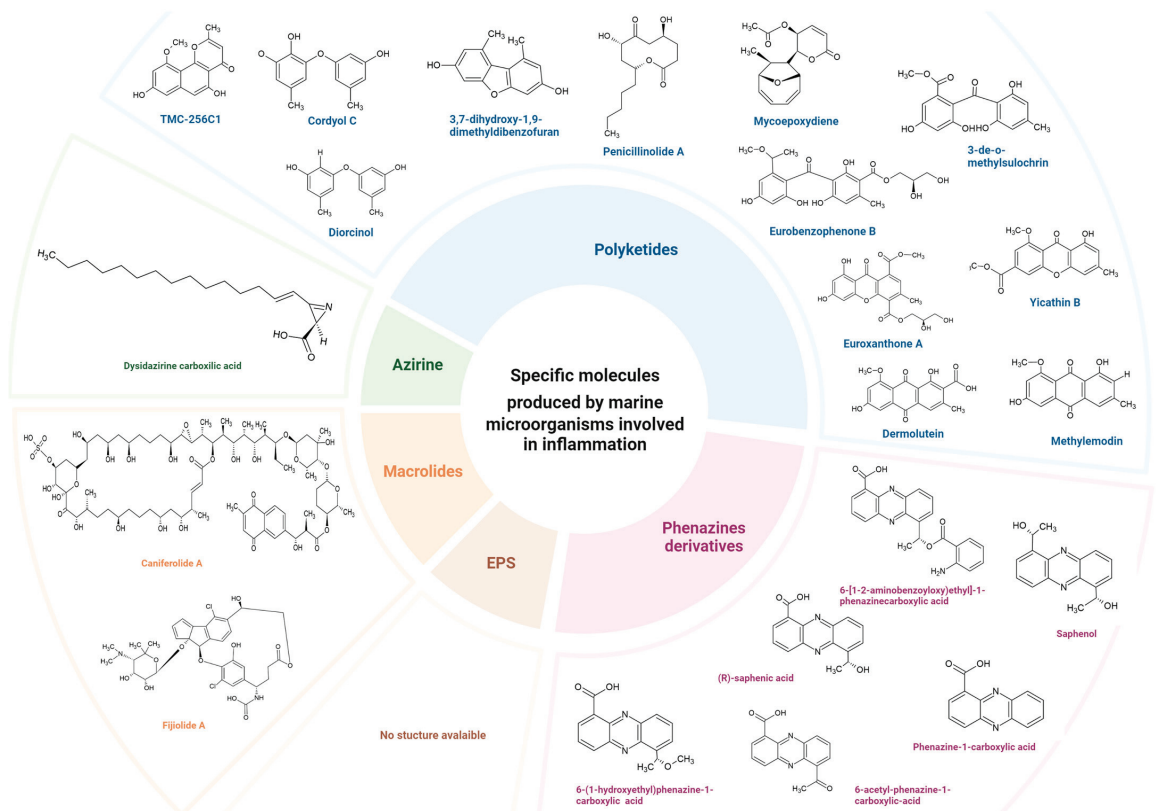 Specific molecules
produced by marine
microorganisms involved
in inflammation
Polyketides
Azirine
Macrolides
EPS
Phenazines
derivatives
TMC-256C1
Cordyol C
3,7-dihydroxy-1,9-
dimethyldibenzofuran
Penicillinolide A
Mycoepoxydiene
3-de-o-
methylsulochrin
Diorcinol
Eurobenzophenone B
Yicathin B
Euroxanthone A
Dermolutein
Methylemodin
Dysidazirine carboxilic acid
Caniferolide A
Fijiolide A
No stucture avalaible
6-[1-2-aminobenzoyloxy)ethyl]-1-
phenazinecarboxylic acid
Saphenol
(R)-saphenic acid
Phenazine-1-carboxylic acid
6-(1-hydroxyethyl)phenazine-1-
carboxylic acid
6-acetyl-phenazine-1-
carboxylic-acid